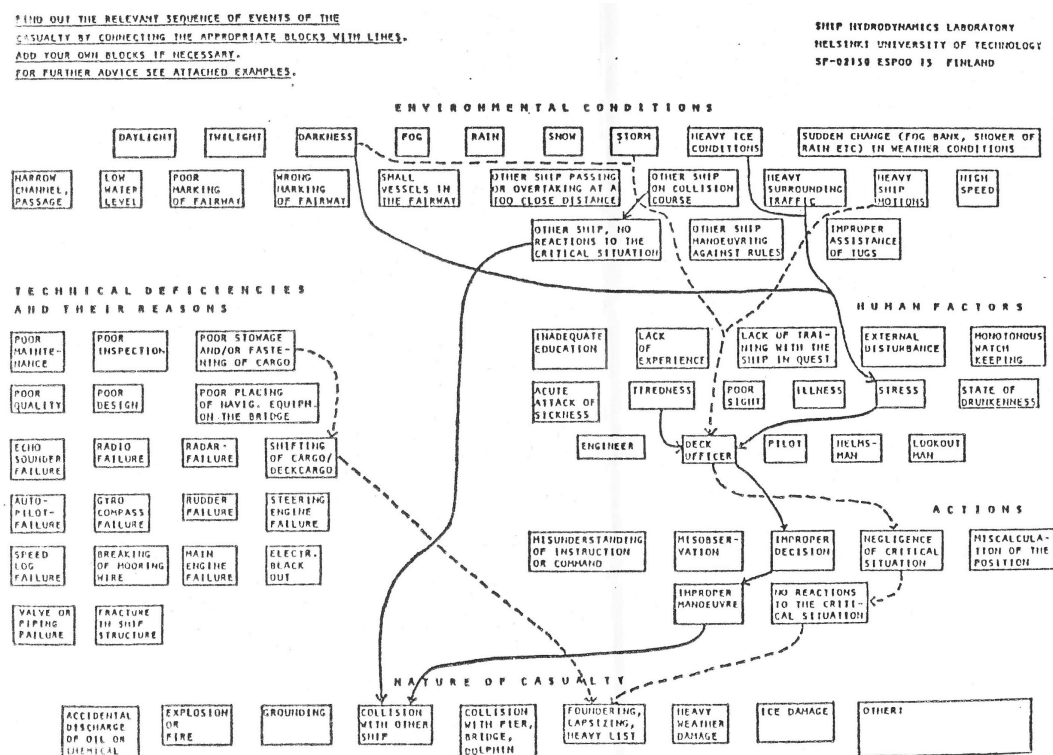 FIND OUT THE RELEVANT SEQUENCE OF EVENTS OF THE
CASUALTY BY CONNECTING THE APPROPRIATE BLOCKS WITH LINES.
ADD YOUR OWN BLOCKS IF NECESSARY.
FOR FURTHER ADVICE SEE ATTACHED EXAMPLES.
SHIP HYDRODYNAMICS LABORATORY
HELSINKI UNIVERSITY OF TECHNOLOGY
SF-02150 ESPOO 15 FINLAND
ENVIRONMENTAL CONDITIONS
DAYLIGHT
TWILIGHT
DARKNESS
FOG
RAIN
SNOW
STORM
HEAVY ICE
CONDITIONS
SUDDEN CHANGE (FOG BANK, SHOWER OF
RAIN ETC) IN WEATHER CONDITIONS
NARROW
CHANNEL,
PASSAGE
LOW
WATER
LEVEL
POOR
MARKING
OF FAIRWAY
WRONG
MARKING
OF FAIRWAY
SMALL
VESSELS IN
THE FAIRWAY
OTHER SHIP PASSING
OR OVERTAKING AT A
TOO CLOSE DISTANCE
OTHER SHIP
ON COLLISION
COURSE
HEAVY
SURROUNDING
TRAFFIC
HEAVY
SHIP
MOTIONS
HIGH
SPEED
OTHER SHIP, NO
REACTIONS TO THE
CRITICAL SITUATION
OTHER SHIP
MANOEUVRING
AGAINST RULES
IMPROPER
ASSISTANCE
OF TUGS
TECHNICAL DEFICIENCIES
AND THEIR REASONS
POOR
MAINTE-
NANCE
POOR
INSPECTION
POOR STOWAGE
AND/OR FASTE-
NING OF CARGO
POOR
QUALITY
POOR
DESIGN
POOR PLACING
OF NAVIG. EQUIPM.
ON THE BRIDGE
ECHO
SOUNDER
FAILURE
RADIO
FAILURE
RADAR-
FAILURE
SHIFTING
OF CARGO/
DECKCARGO
AUTO-
PILOT-
FAILURE
GYRO
COMPASS
FAILURE
RUDDER
FAILURE
STEERING
ENGINE
FAILURE
SPEED
LOG
FAILURE
BREAKING
OF MOORING
WIRE
MAIN
ENGINE
FAILURE
ELECTR.
BLACK
OUT
VALVE OR
PIPING
FAILURE
FRACTURE
IN SHIP
STRUCTURE
HUMAN FACTORS
INADEQUATE
EDUCATION
LACK
OF
EXPERIENCE
LACK OF TRAI-
NING WITH THE
SHIP IN QUEST
EXTERNAL
DISTURBANCE
MONOTONOUS
WATCH
KEEPING
ACUTE
ATTACK OF
SICKNESS
TIREDNESS
POOR
SIGHT
ILLNESS
STRESS
STATE OF
DRUNKENNESS
ENGINEER
DECK
OFFICER
PILOT
HELMS-
MAN
LOOKOUT
MAN
ACTIONS
MISUNDERSTANDING
OF INSTRUCTION
OR COMMAND
MISOBSER-
VATION
IMPROPER
DECISION
NEGLIGENCE
OF CRITICAL
SITUATION
MISCALCULA-
TION OF THE
POSITION
IMPROPER
MANOEUVRE
NO REACTIONS
TO THE CRITI-
CAL SITUATION
NATURE OF CASUALTY
ACCIDENTAL
DISCHARGE
OF OIL OR
CHEMICAL
EXPLOSION
OR
FIRE
GROUNDING
COLLISION
WITH OTHER
SHIP
COLLISION
WITH PIER,
BRIDGE,
DOLPHIN
FOUNDERING,
CAPSIZING,
HEAVY LIST
HEAVY
WEATHER
DAMAGE
ICE DAMAGE
OTHER: